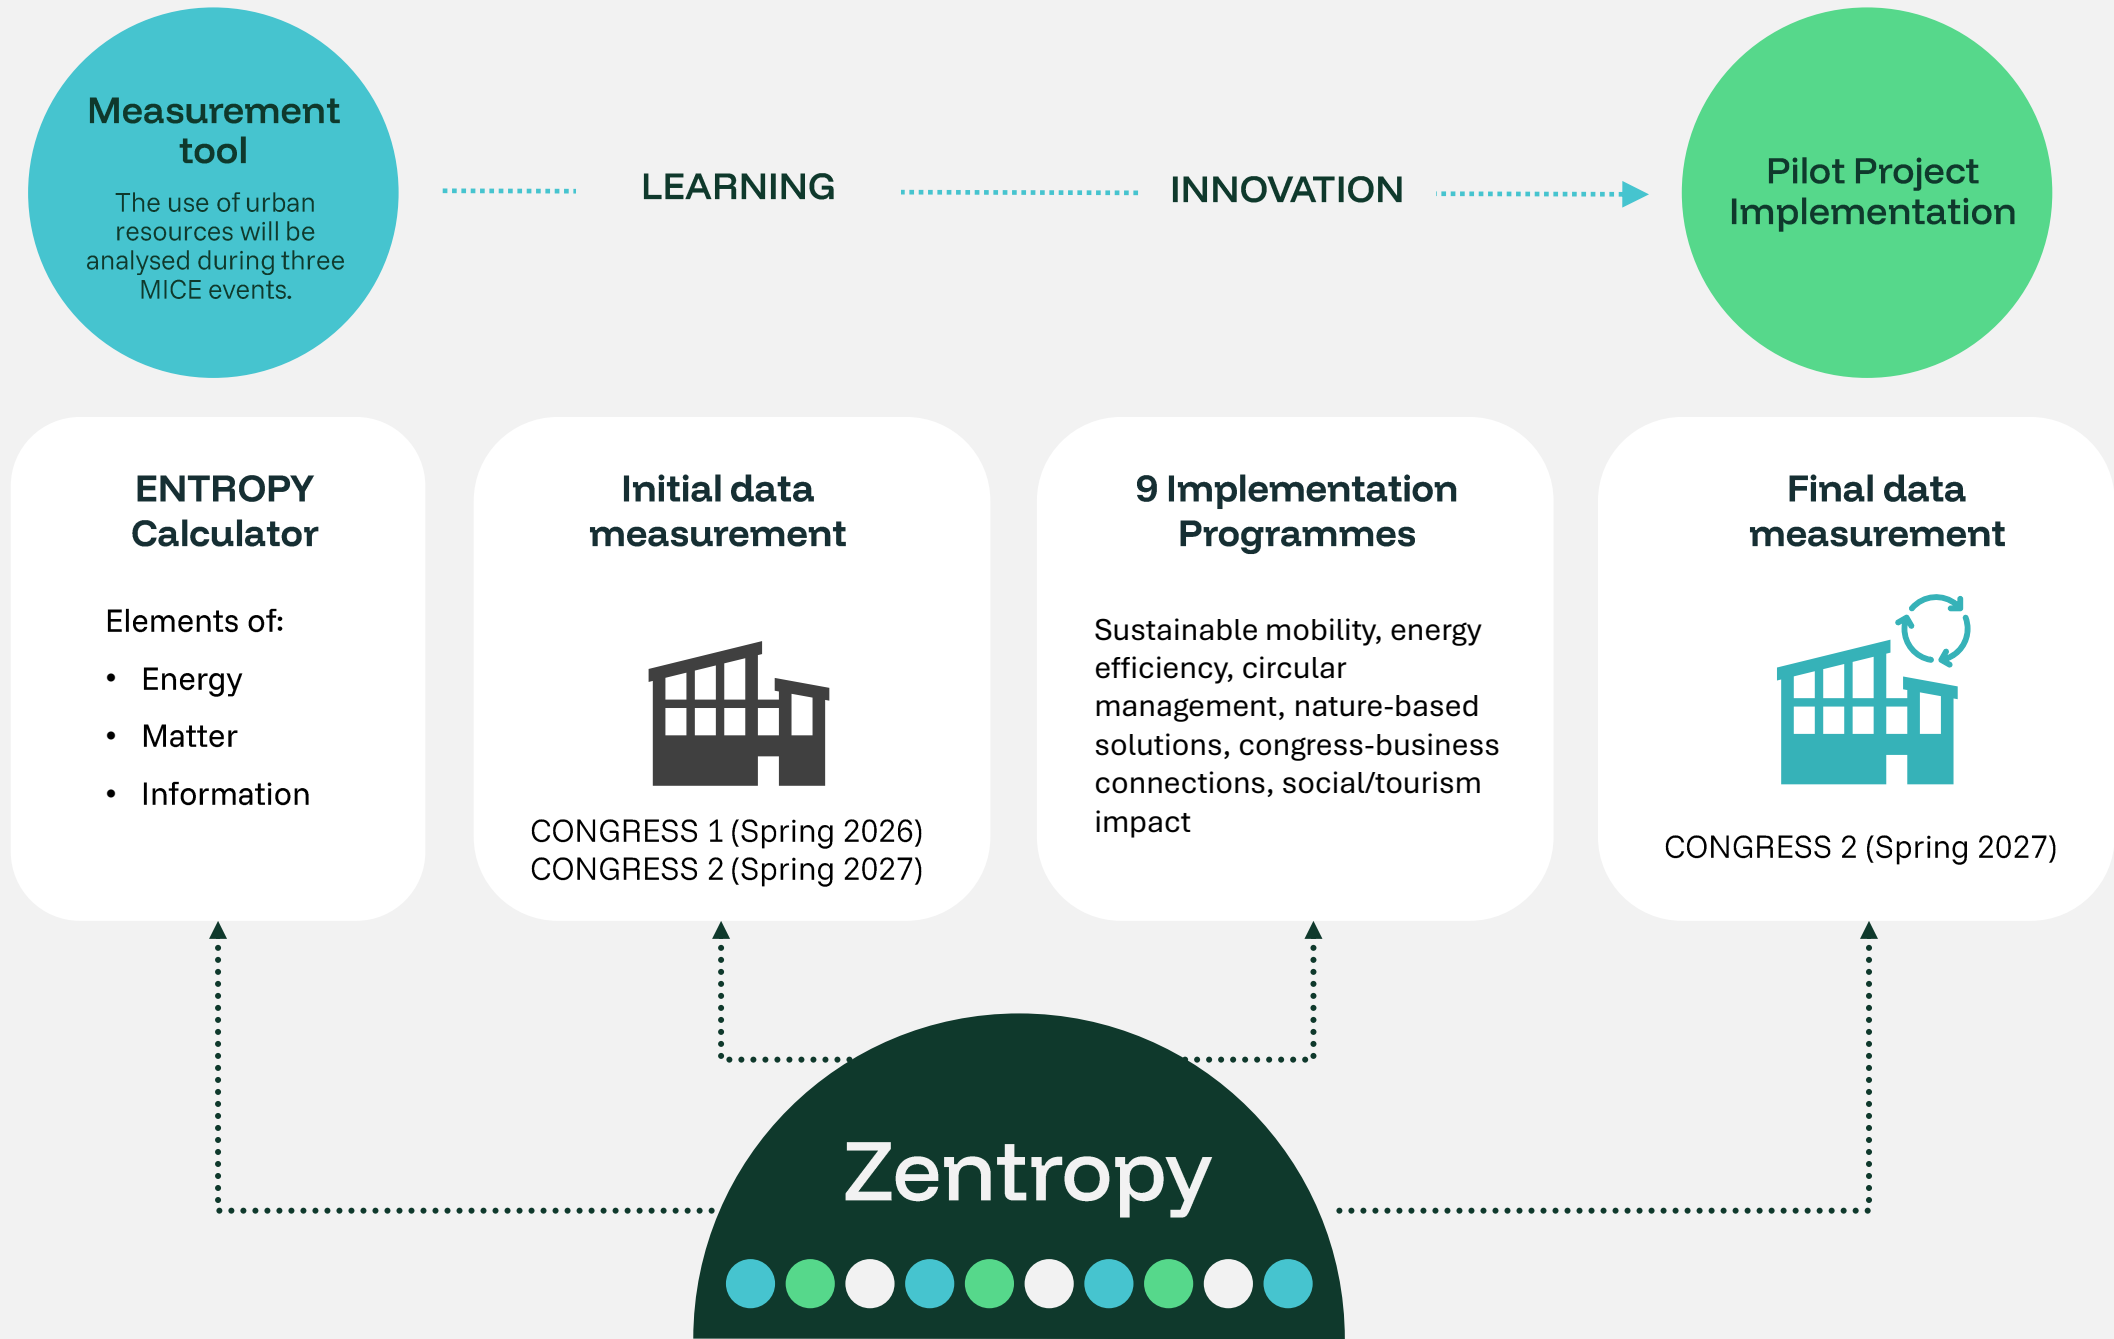 Measurement
tool
The use of urban
resources will be
analysed during three
MICE events.
LEARNING
INNOVATION
Pilot Project
Implementation
ENTROPY
Calculator
Elements of:
• Energy
• Matter
• Information
Initial data
measurement
CONGRESS 1 (Spring 2026)
CONGRESS 2 (Spring 2027)
9 Implementation
Programmes
Sustainable mobility, energy
efficiency, circular
management, nature-based
solutions, congress-business
connections, social/tourism
impact
Final data
measurement
CONGRESS 2 (Spring 2027)
Zentropy